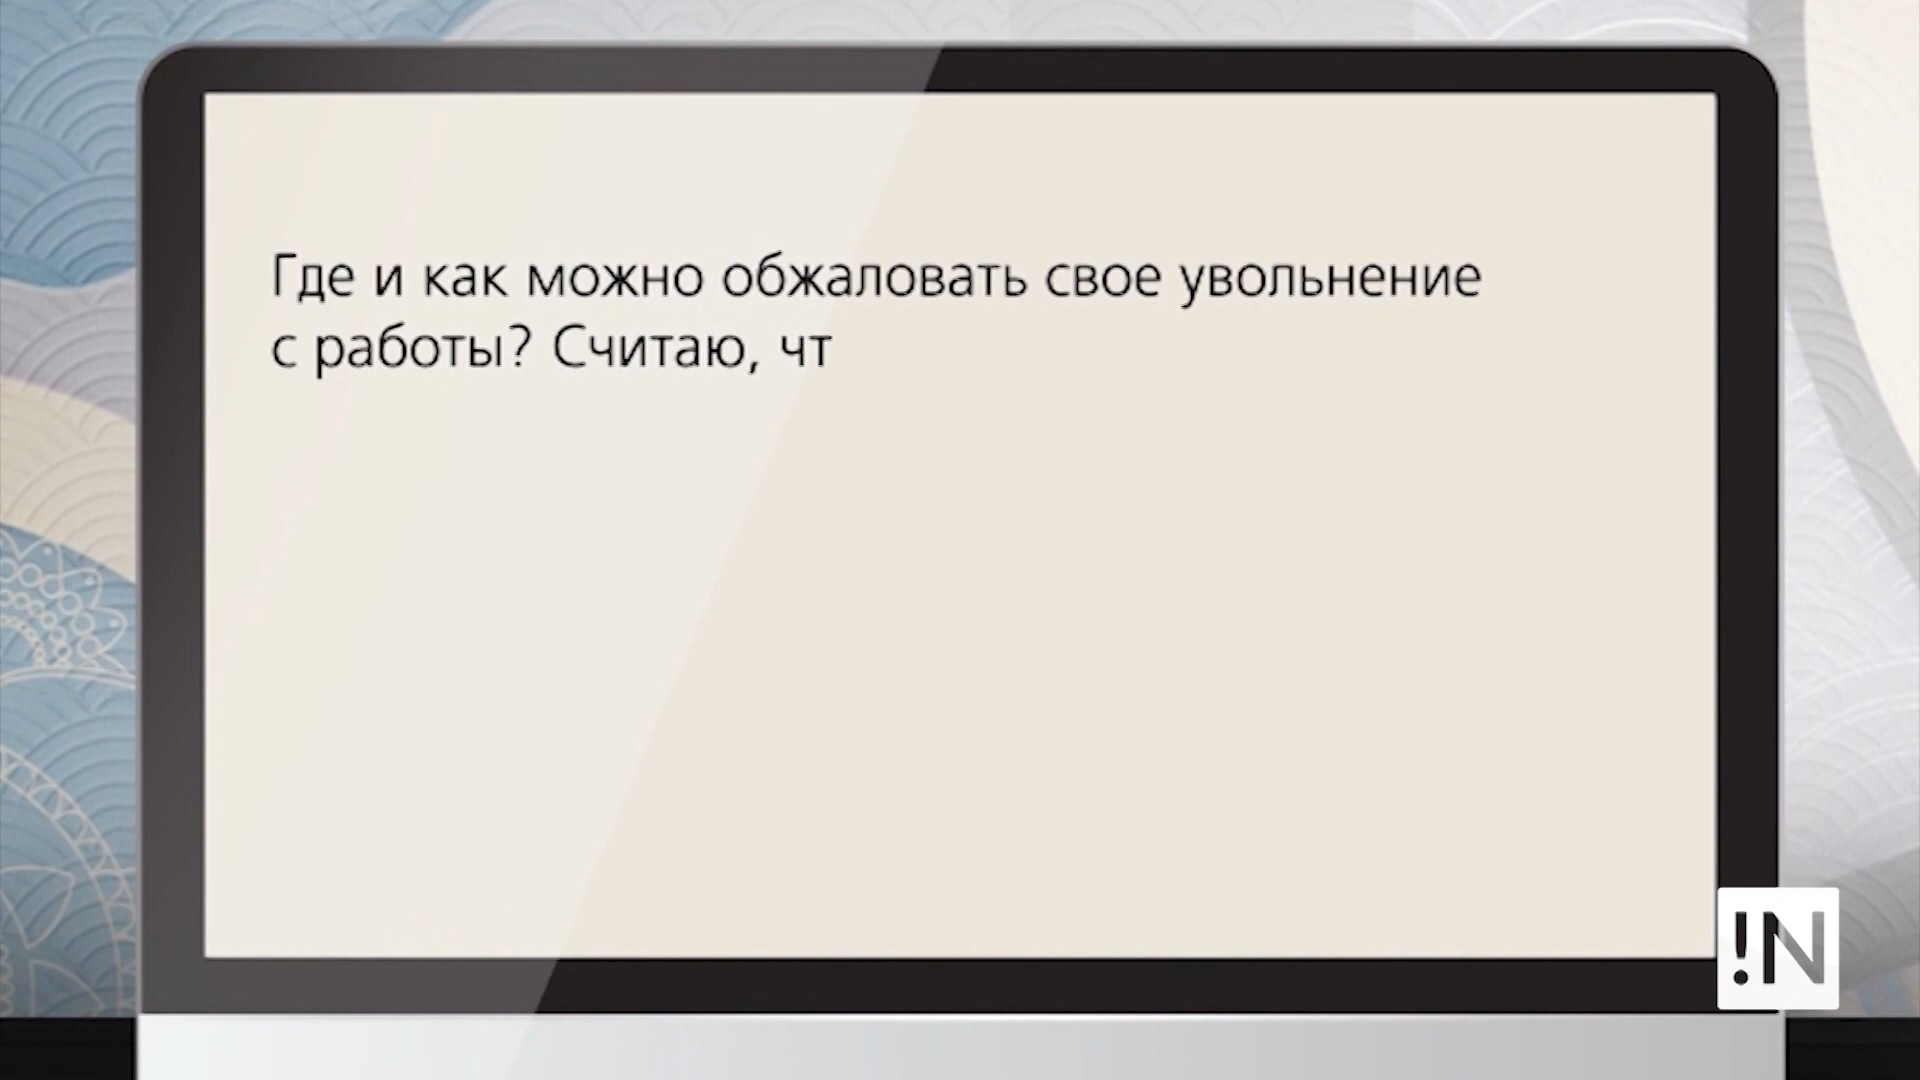 Где и как можно обжаловать свое увольнение
с работы? Считаю, чт
!N